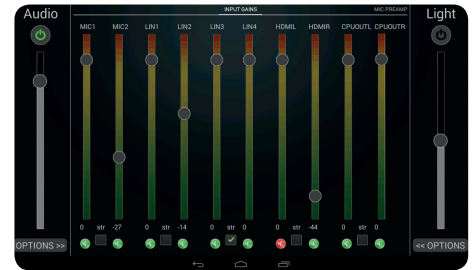 Audio
INPUT GAINS
MIC PREAMP
Light
MIC1 MIC2 LIN1 LIN2 LIN3 LIN4 HDMIL HDMIR CPUOUTL CPUOUTR
0 str -27 0 str -14 0 str 0 0 str -44 0 str 0
OPTIONS >>
<< OPTIONS